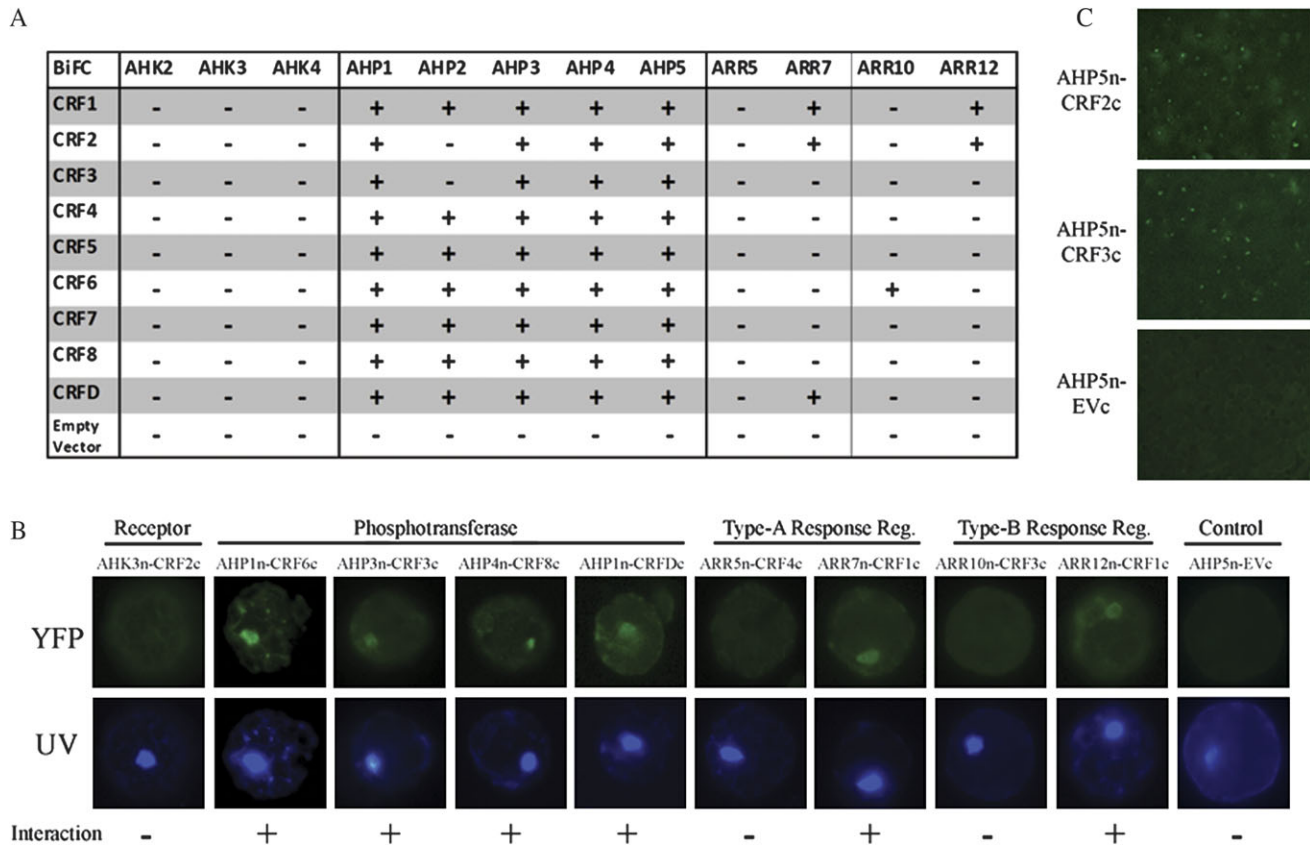 A
BiFC AHK2 AHK3 AHK4 AHP1 AHP2 AHP3 AHP4 AHP5 ARR5 ARR7 ARR10 ARR12
CRF1 - - - + + + + + - + - +
CRF2 - - - + - + + + - + - +
CRF3 - - - + - + + + - - - -
CRF4 - - - + + + + + - - - -
CRF5 - - - + + + + + - - - -
CRF6 - - - + + + + + - - + -
CRF7 - - - + + + + + - - - -
CRF8 - - - + + + + + - - - -
CRFD - - - + + + + + - + - -
Empty
Vector - - - - - - - - - - - -
C
AHP5n-
CRF2c
AHP5n-
CRF3c
AHP5n-
EVc
B
Receptor Phosphotransferase Type-A Response Reg. Type-B Response Reg. Control
AHK3n-CRF2c AHP1n-CRF6c AHP3n-CRF3c AHP4n-CRF8c AHP1n-CRFDc ARR5n-CRF4c ARR7n-CRF1c ARR10n-CRF3c ARR12n-CRF1c AHP5n-EVc
YFP
UV
Interaction - + + + + - + - + -